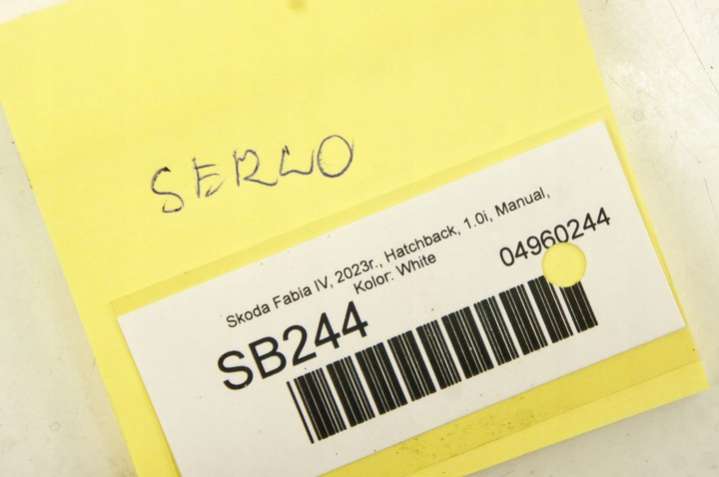 SERWO
Skoda Fabia IV, 2023r., Hatchback, 1.0i, Manual,
Kolor: White
04960244
SB244